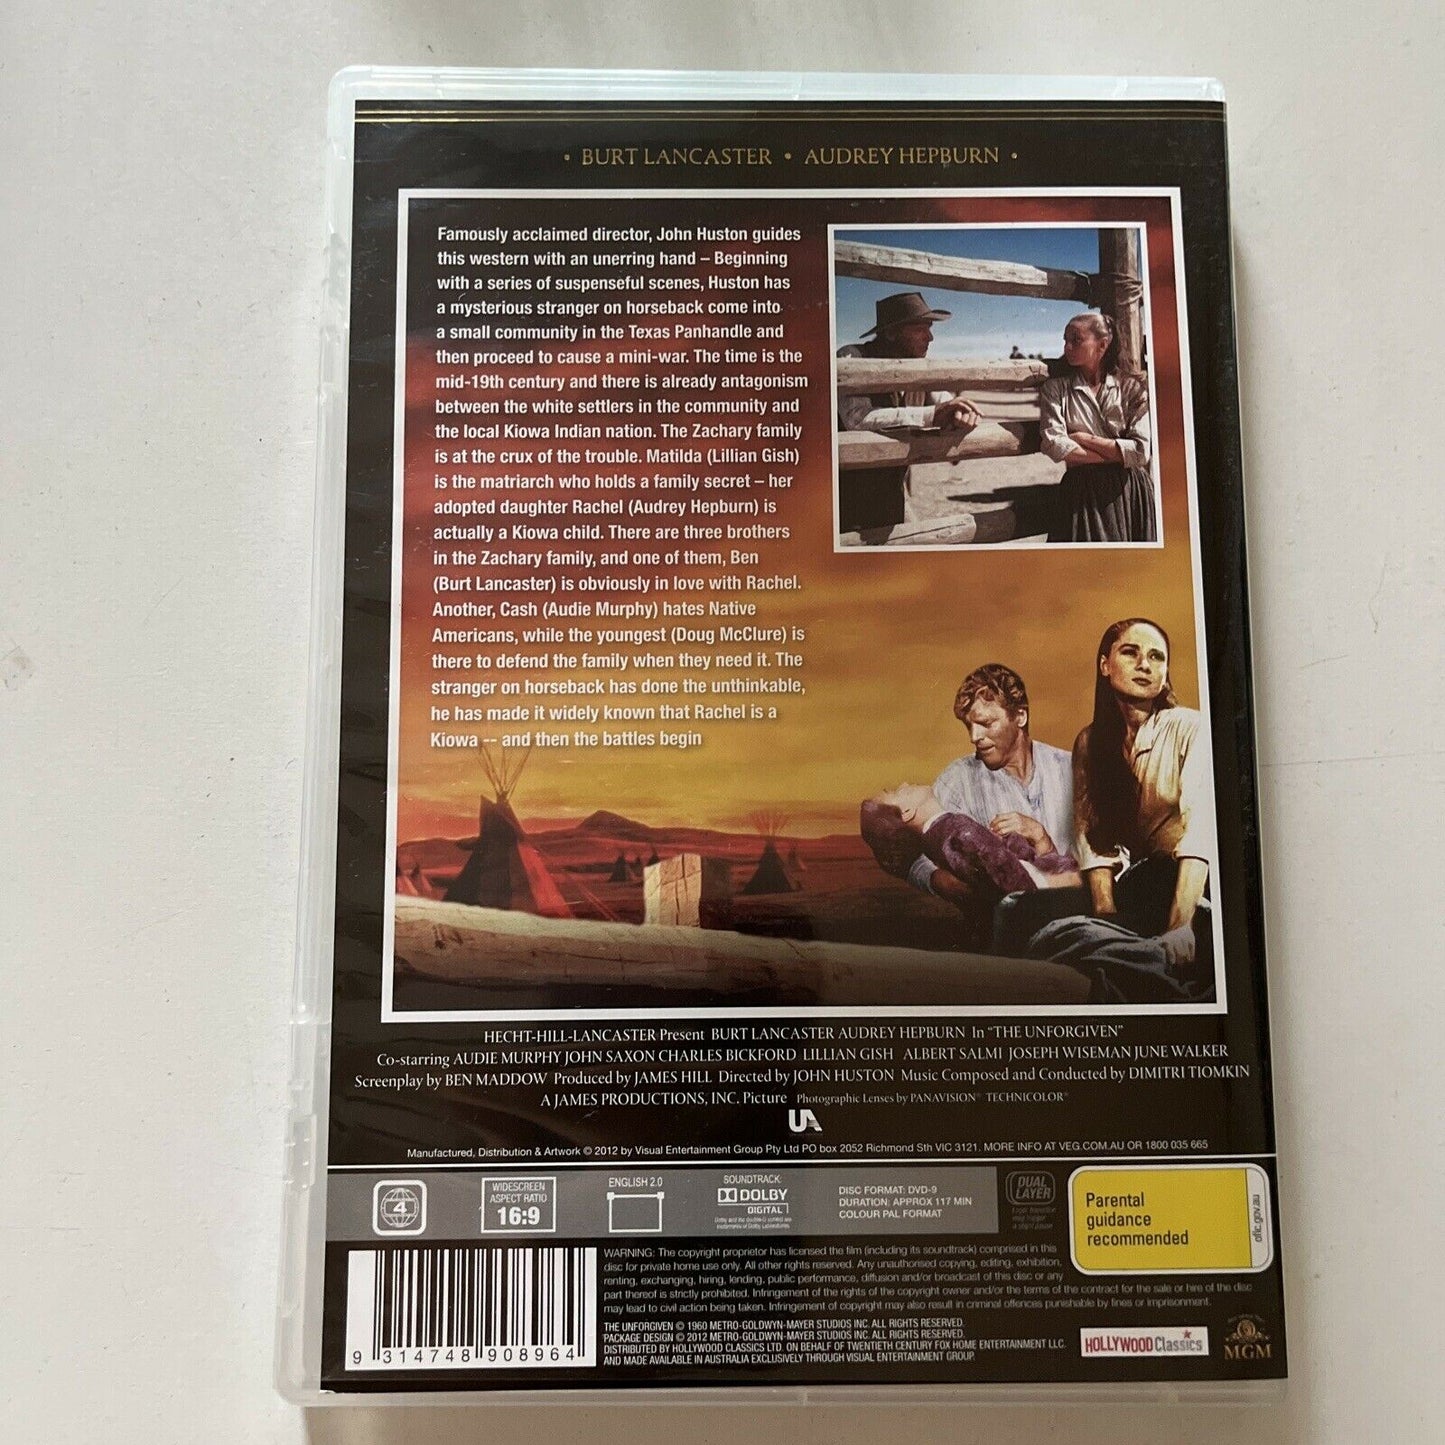 • BURT LANCASTER • AUDREY HEPBURN •
Famously acclaimed director, John Huston guides
this western with an unerring hand – Beginning
with a series of suspenseful scenes, Huston has
a mysterious stranger on horseback come into
a small community in the Texas Panhandle and
then proceed to cause a mini-war. The time is the
mid-19th century and there is already antagonism
between the white settlers in the community and
the local Kiowa Indian nation. The Zachary family
is at the crux of the trouble. Matilda (Lillian Gish)
is the matriarch who holds a family secret – her
adopted daughter Rachel (Audrey Hepburn) is
actually a Kiowa child. There are three brothers
in the Zachary family, and one of them, Ben
(Burt Lancaster) is obviously in love with Rachel.
Another, Cash (Audie Murphy) hates Native
Americans, while the youngest (Doug McClure) is
there to defend the family when they need it. The
stranger on horseback has done the unthinkable,
he has made it widely known that Rachel is a
Kiowa -- and then the battles begin
HECHT-HILL-LANCASTER Present BURT LANCASTER AUDREY HEPBURN In "THE UNFORGIVEN"
Co-starring AUDIE MURPHY JOHN SAXON CHARLES BICKFORD LILLIAN GISH ALBERT SALMI JOSEPH WISEMAN JUNE WALKER
Screenplay by BEN MADDOW Produced by JAMES HILL Directed by JOHN HUSTON Music Composed and Conducted by DIMITRI TIOMKIN
A JAMES PRODUCTIONS, INC. Picture Photographic Lenses by PANAVISION® TECHNICOLOR®
UA
Manufactured, Distribution & Artwork © 2012 by Visual Entertainment Group Pty Ltd PO box 2052 Richmond Sth VIC 3121. MORE INFO AT VEG.COM.AU OR 1800 035 665
4
WIDESCREEN
ASPECT RATIO
16:9
ENGLISH 2.0
SOUNDTRACK:
DOLBY
DIGITAL
Dolby and the double-D symbol are
trademarks of Dolby Laboratories.
DISC FORMAT: DVD-9
DURATION: APPROX 117 MIN
COLOUR PAL FORMAT
DUAL
LAYER
Layer transition
may trigger
a slight pause
Parental
guidance
recommended
oflc.gov.au
WARNING: The copyright proprietor has licensed the film (including its soundtrack) comprised in this
disc for private home use only. All other rights reserved. Any unauthorised copying, editing, exhibition,
renting, exchanging, hiring, lending, public performance, diffusion and/or broadcast of this disc or any
part thereof is strictly prohibited. Infringement of the rights of the copyright owner and/or the terms of the contract for the sale or hire of the disc
may lead to civil action being taken. Infringement of copyright may also result in criminal offences punishable by fines or imprisonment.
THE UNFORGIVEN © 1960 METRO-GOLDWYN-MAYER STUDIOS INC. ALL RIGHTS RESERVED.
PACKAGE DESIGN © 2012 METRO-GOLDWYN-MAYER STUDIOS INC. ALL RIGHTS RESERVED.
DISTRIBUTED BY HOLLYWOOD CLASSICS LTD. ON BEHALF OF TWENTIETH CENTURY FOX HOME ENTERTAINMENT LLC.
AND MADE AVAILABLE IN AUSTRALIA EXCLUSIVELY THROUGH VISUAL ENTERTAINMENT GROUP.
9 314748 908964
HOLLYWOOD Classics
MGM